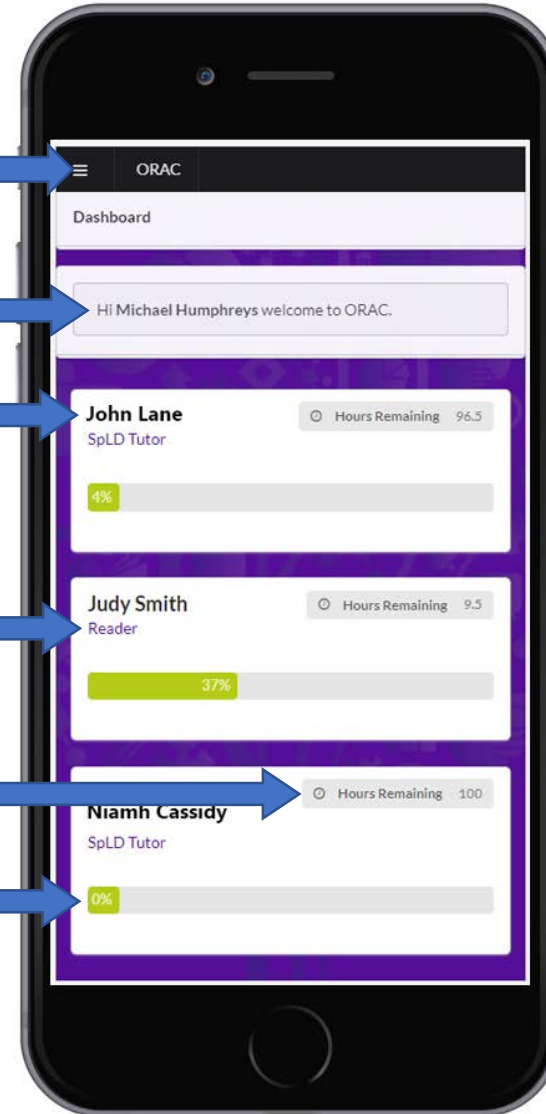 ORAC
Dashboard
Hi Michael Humphreys welcome to ORAC.
John Lane
Hours Remaining 96.5
SpLD Tutor
4%
Judy Smith
Hours Remaining 9.5
Reader
37%
Hours Remaining 100
Niamh Cassidy
SpLD Tutor
0%